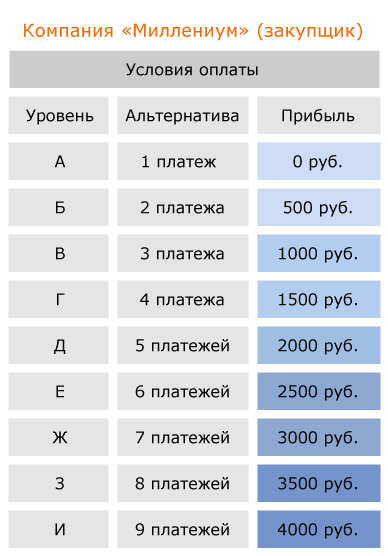 Компания «Миллениум» (закупщик)
Условия оплаты
Уровень Альтернатива Прибыль
А 1 платеж 0 руб.
Б 2 платежа 500 руб.
В 3 платежа 1000 руб.
Г 4 платежа 1500 руб.
Д 5 платежей 2000 руб.
Е 6 платежей 2500 руб.
Ж 7 платежей 3000 руб.
З 8 платежей 3500 руб.
И 9 платежей 4000 руб.